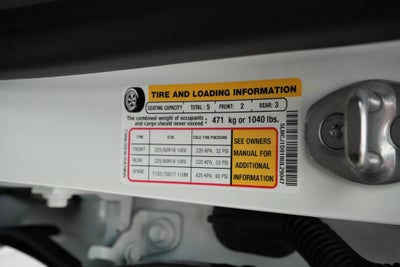 TIRE AND LOADING INFORMATION
SEATING CAPACITY TOTAL : 5 FRONT: 2 REAR: 3
The combined weight of occupants and cargo should never exceed : 471 kg or 1040 lbs.
TIRE SIZE COLD TIRE PRESSURE
FRONT 225/60R18 100V 220 KPA, 32 PSI
REAR 225/60R18 100V 220 KPA, 32 PSI
SPARE T155/70D17 110M 420 KPA, 60 PSI
SEE OWNERS
MANUAL FOR
ADDITIONAL
INFORMATION